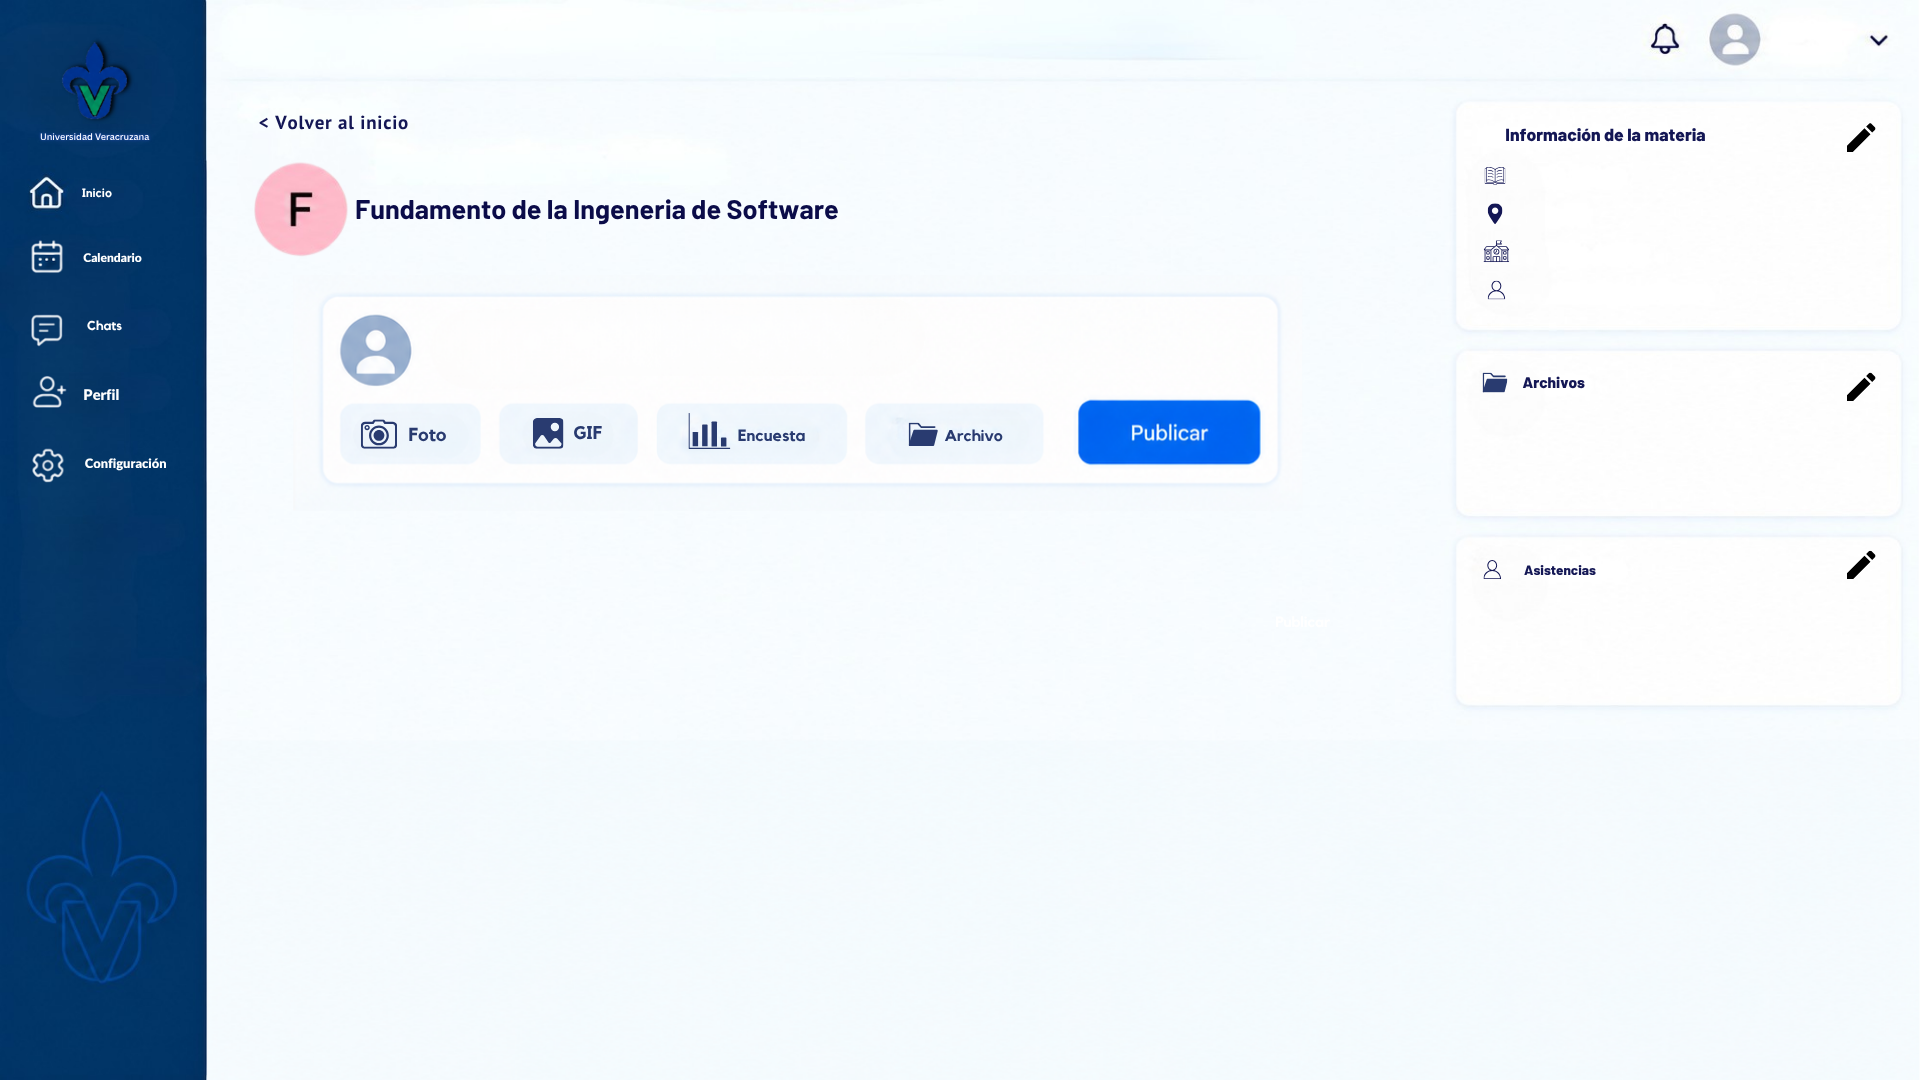 Universidad Veracruzana
Inicio
Calendario
Chats
Perfil
Configuración
< Volver al inicio
F
Fundamento de la Ingeneria de Software
Foto
GIF
Encuesta
Archivo
Publicar
Información de la materia
Archivos
Asistencias